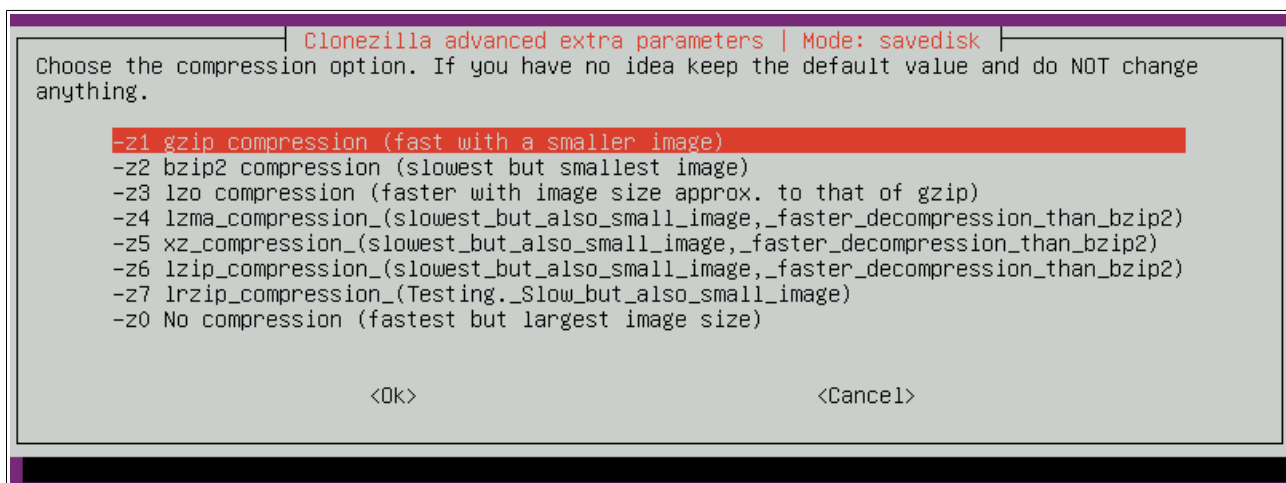 Clonezilla advanced extra parameters | Mode: savedisk
Choose the compression option. If you have no idea keep the default value and do NOT change
anything.
-z1 gzip compression (fast with a smaller image)
-z2 bzip2 compression (slowest but smallest image)
-z3 lzo compression (faster with image size approx. to that of gzip)
-z4 lzma_compression_(slowest_but_also_small_image,_faster_decompression_than_bzip2)
-z5 xz_compression_(slowest_but_also_small_image,_faster_decompression_than_bzip2)
-z6 lzip_compression_(slowest_but_also_small_image,_faster_decompression_than_bzip2)
-z7 lrzip_compression_(Testing._Slow_but_also_small_image)
-z0 No compression (fastest but largest image size)
<Ok> <Cancel>